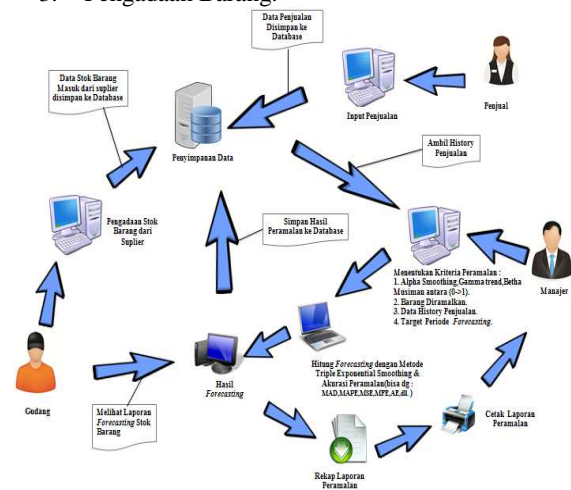 3. Pengadaan Barang.
Data Penjualan
Disimpan ke
Database
Data Stok Barang
Masuk dari suplier
disimpan ke Database
Penyimpanan Data
Input Penjualan
Penjual
Ambil History
Penjualan
Pengadaan Stok
Barang dari
Suplier
Simpan Hasil
Peramalan ke Database
Menentukan Kriteria Peramalan :
1. Alpha Smoothing,Gamma trend,Betha
Musiman antara (0->1).
2. Barang Diramalkan.
3. Data History Penjualan.
4. Target Periode Forecasting.
Manajer
Gudang
Melihat Laporan
Forecasting Stok
Barang
Hasil
Forecasting
Hitung Forecasting dengan Metode
Triple Exponential Smoothing &
Akurasi Peramalan(bisa dg :
MAD,MAPE,MSE,MPE,AE,dll. )
Cetak Laporan
Peramalan
Rekap Laporan
Peramalan